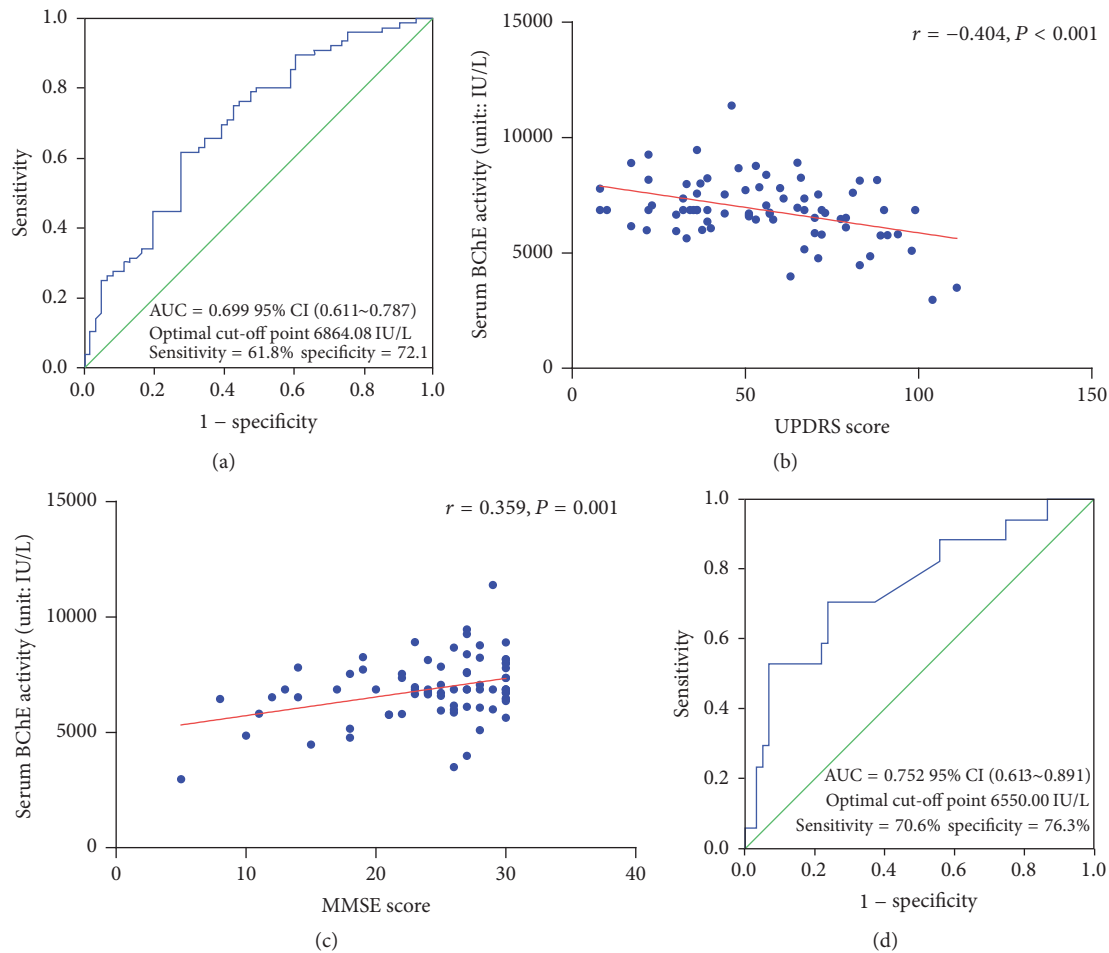 1.0
0.8
0.6
0.4
0.2
0.0
Sensitivity
AUC = 0.699 95% CI (0.611~0.787)
Optimal cut-off point 6864.08 IU/L
Sensitivity = 61.8% specificity = 72.1
0.0 0.2 0.4 0.6 0.8 1.0
1 − specificity
(a)
15000
10000
5000
0
Serum BChE activity (unit:: IU/L)
r = −0.404, P < 0.001
0 50 100 150
UPDRS score
(b)
15000
10000
5000
0
Serum BChE activity (unit: IU/L)
r = 0.359, P = 0.001
0 10 20 30 40
MMSE score
(c)
1.0
0.8
0.6
0.4
0.2
0.0
Sensitivity
AUC = 0.752 95% CI (0.613~0.891)
Optimal cut-off point 6550.00 IU/L
Sensitivity = 70.6% specificity = 76.3%
0.0 0.2 0.4 0.6 0.8 1.0
1 − specificity
(d)